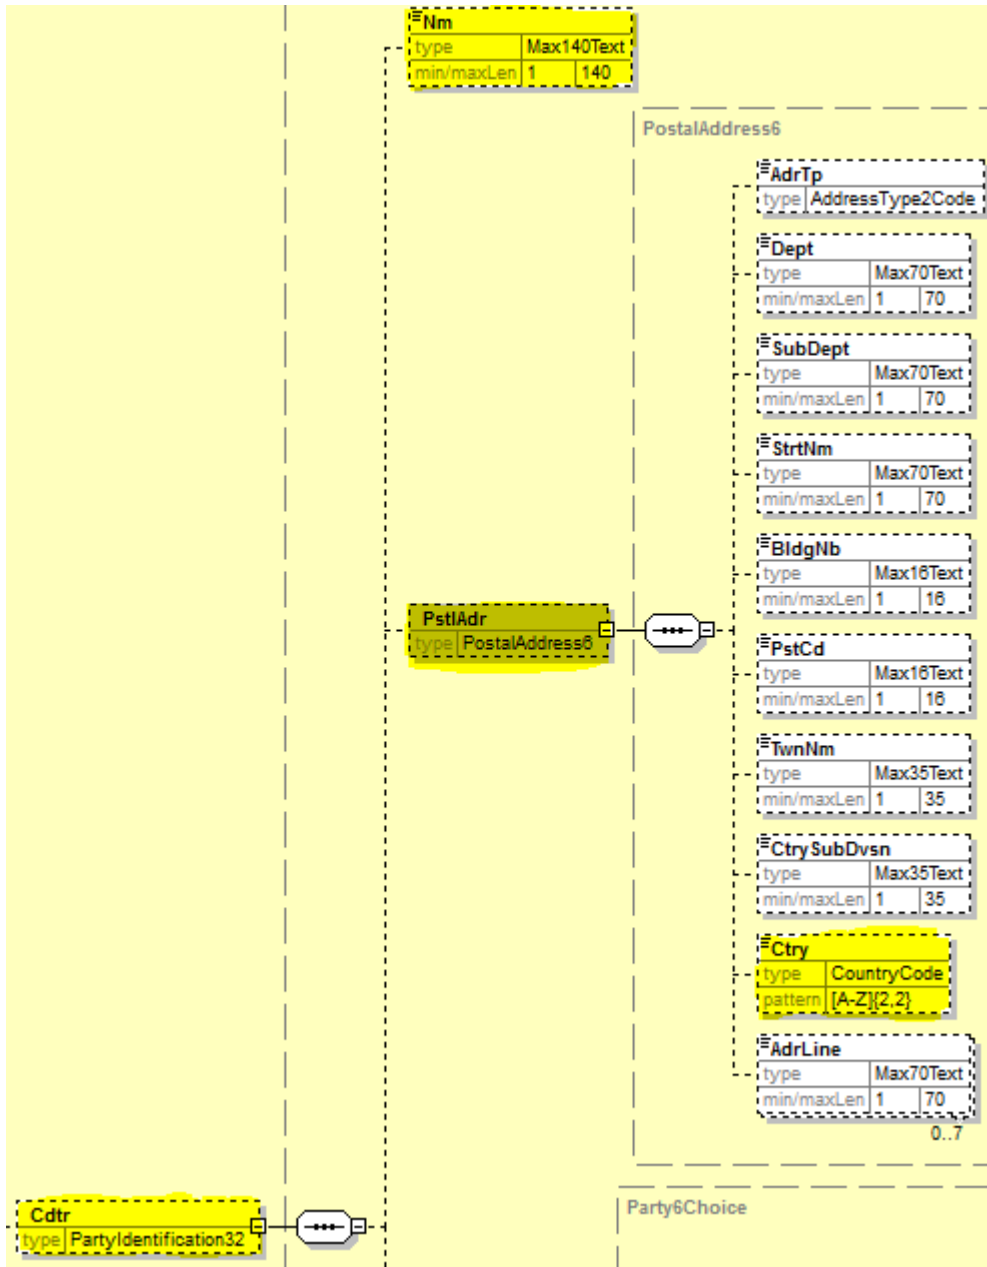 Nm
type Max140Text
min/maxLen 1 140
PostalAddress6
AdrTp
type AddressType2Code
Dept
type Max70Text
min/maxLen 1 70
SubDept
type Max70Text
min/maxLen 1 70
StrtNm
type Max70Text
min/maxLen 1 70
BldgNb
type Max16Text
min/maxLen 1 16
PstlAdr
type PostalAddress6
PstCd
type Max16Text
min/maxLen 1 16
TwnNm
type Max35Text
min/maxLen 1 35
CtrySubDvsn
type Max35Text
min/maxLen 1 35
Ctry
type CountryCode
pattern [A-Z]{2,2}
AdrLine
type Max70Text
min/maxLen 1 70
0..7
Cdtr
type PartyIdentification32
Party6Choice